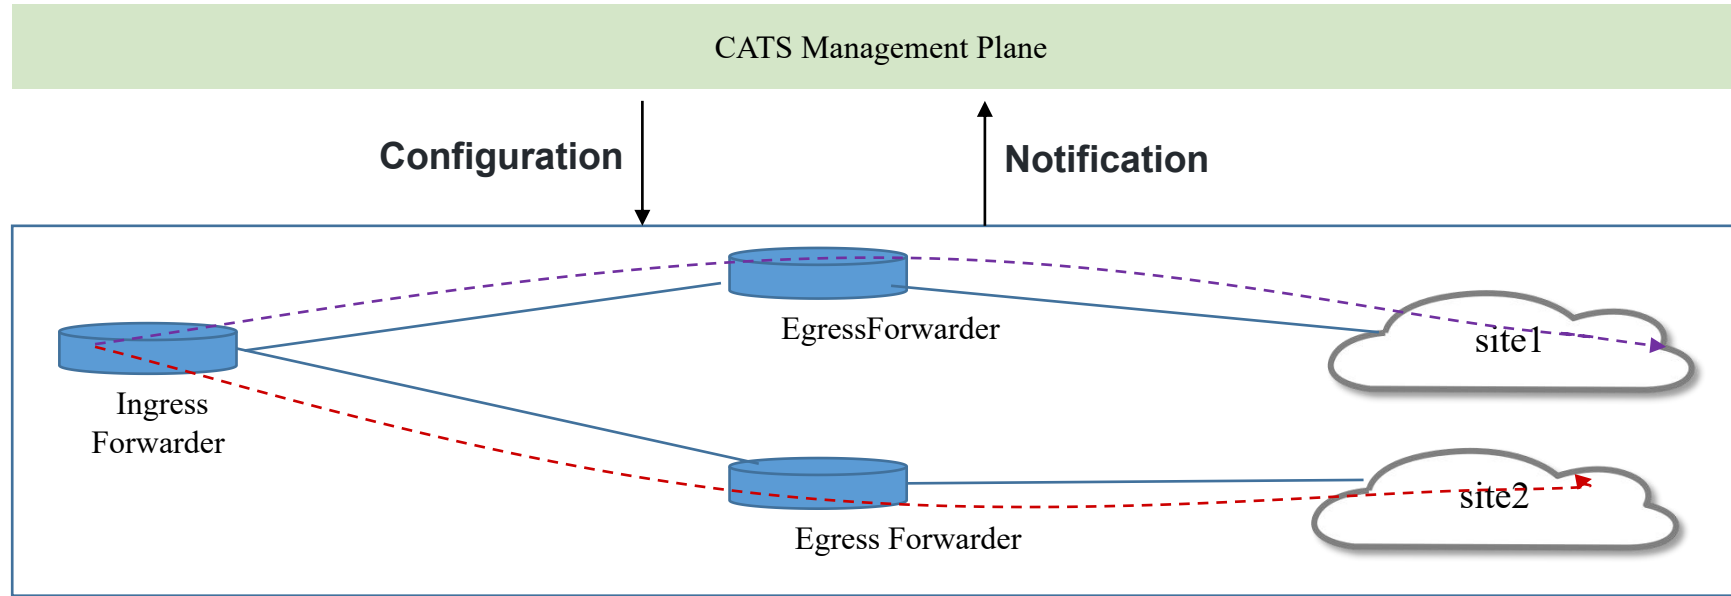 CATS Management Plane
Configuration
Notification
EgressForwarder
site1
Ingress
Forwarder
site2
Egress Forwarder